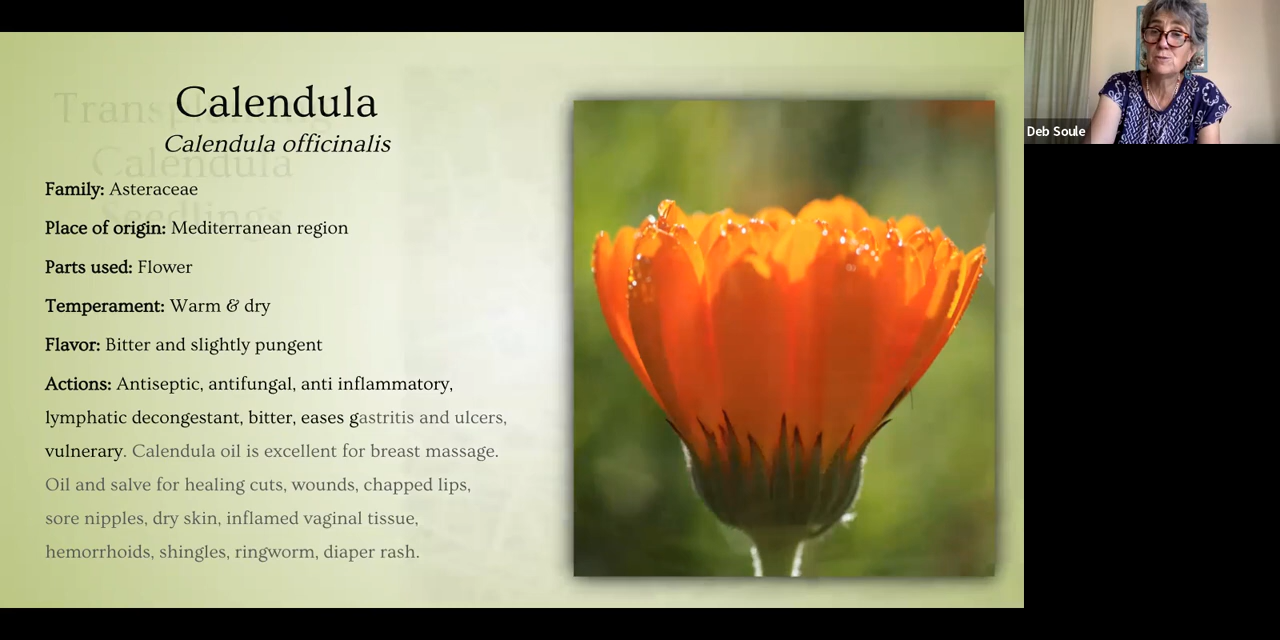 Calendula
Calendula officinalis
Family: Asteraceae
Place of origin: Mediterranean region
Parts used: Flower
Temperament: Warm & dry
Flavor: Bitter and slightly pungent
Actions: Antiseptic, antifungal, anti inflammatory,
lymphatic decongestant, bitter, eases gastritis and ulcers,
vulnerary. Calendula oil is excellent for breast massage.
Oil and salve for healing cuts, wounds, chapped lips,
sore nipples, dry skin, inflamed vaginal tissue,
hemorrhoids, shingles, ringworm, diaper rash.
Calendula
Seedlings
Deb Soule